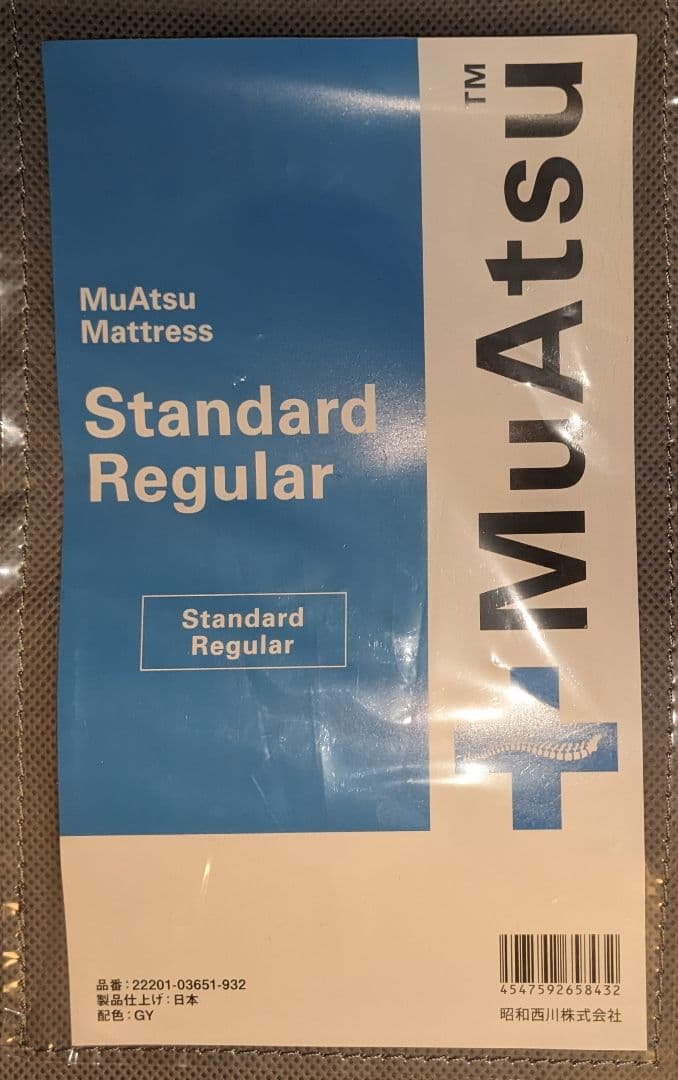 MuAtsu
Mattress
Standard
Regular
Standard
Regular
MuAtsu™
品番：22201-03651-932
製品仕上げ：日本
配色：GY
4547592658432
昭和西川株式会社